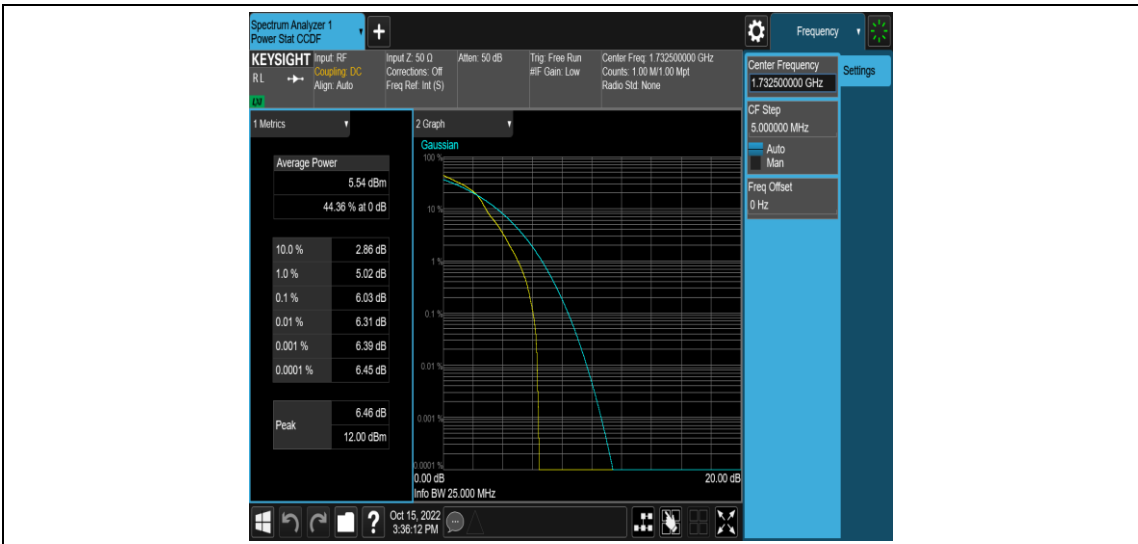 Spectrum Analyzer 1
Power Stat CCDF
+
Frequency
KEYSIGHT
RL
LXI
Input: RF
Coupling: DC
Align: Auto
Input Z: 50 Ω
Corrections: Off
Freq Ref: Int (S)
Atten: 50 dB
Trig: Free Run
#IF Gain: Low
Center Freq: 1.732500000 GHz
Counts: 1.00 M/1.00 Mpt
Radio Std: None
Center Frequency
1.732500000 GHz
Settings
CF Step
5.000000 MHz
Auto
Man
Freq Offset
0 Hz
1 Metrics
Average Power
5.54 dBm
44.36 % at 0 dB
10.0 % 2.86 dB
1.0 % 5.02 dB
0.1 % 6.03 dB
0.01 % 6.31 dB
0.001 % 6.39 dB
0.0001 % 6.45 dB
Peak
6.46 dB
12.00 dBm
2 Graph
Gaussian
100 %
10 %
1 %
0.1 %
0.01 %
0.001 %
0.0001 %
0.00 dB 20.00 dB
Info BW 25.000 MHz
?
Oct 15, 2022
3:36:12 PM